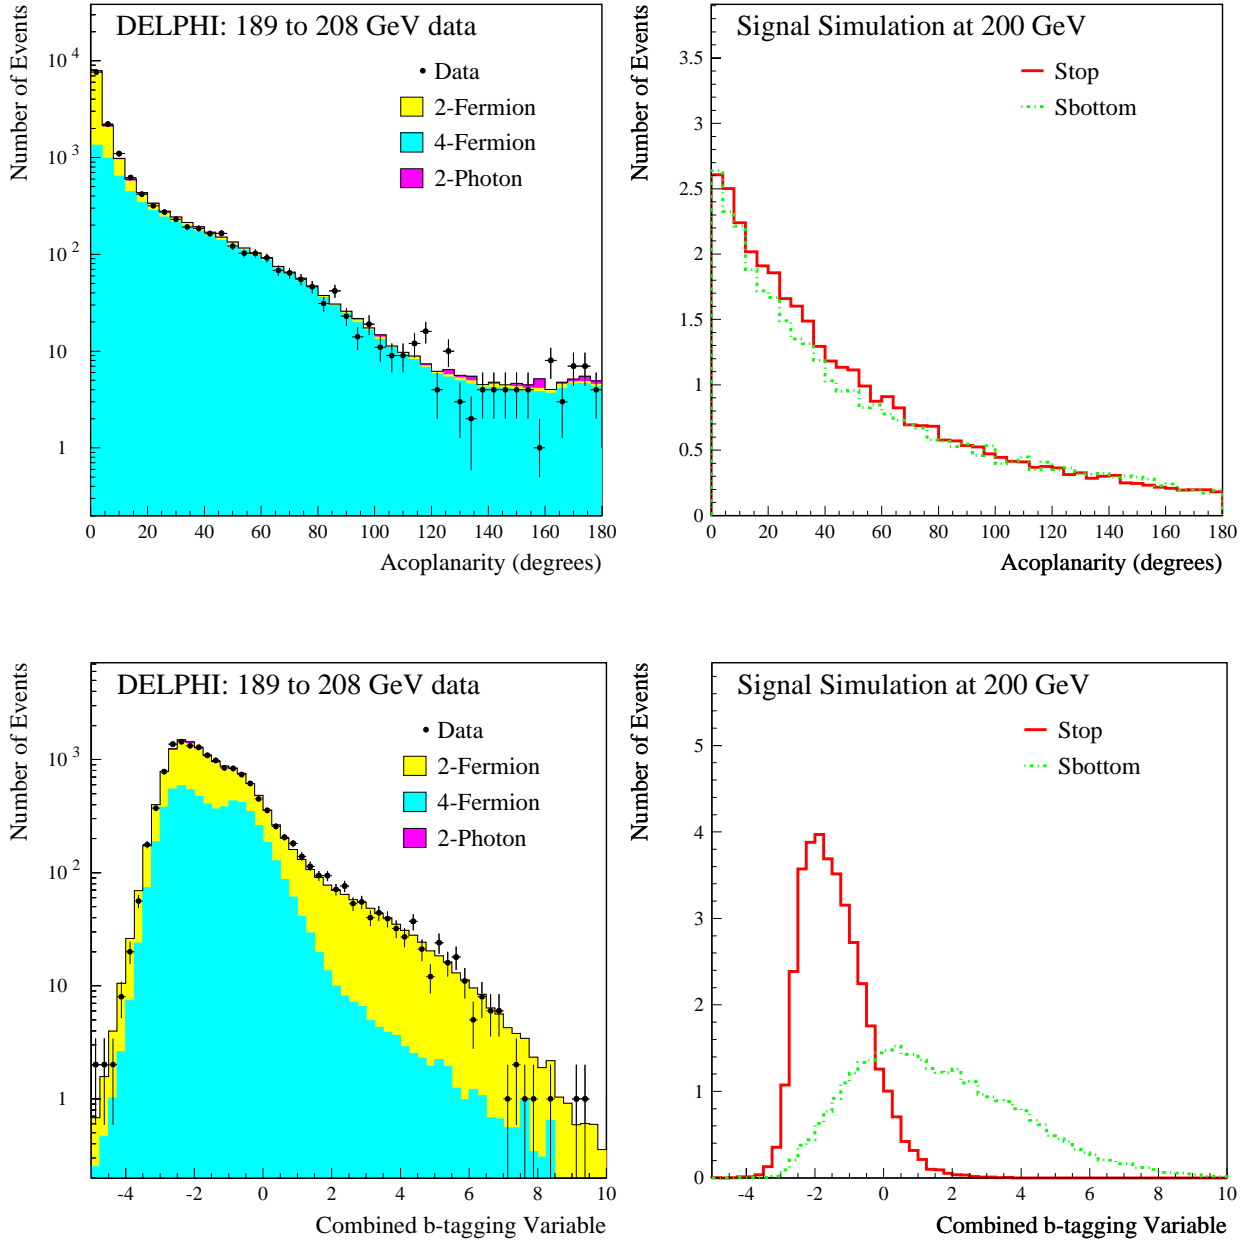 DELPHI: 189 to 208 GeV data
Number of Events
Data
2-Fermion
4-Fermion
2-Photon
10^4
10^3
10^2
10
1
0 20 40 60 80 100 120 140 160 180
Acoplanarity (degrees)
Signal Simulation at 200 GeV
Number of Events
Stop
Sbottom
3.5
3
2.5
2
1.5
1
0.5
0
0 20 40 60 80 100 120 140 160 180
Acoplanarity (degrees)
DELPHI: 189 to 208 GeV data
Number of Events
Data
2-Fermion
4-Fermion
2-Photon
10^3
10^2
10
1
-4 -2 0 2 4 6 8 10
Combined b-tagging Variable
Signal Simulation at 200 GeV
Number of Events
Stop
Sbottom
5
4
3
2
1
0
-4 -2 0 2 4 6 8 10
Combined b-tagging Variable